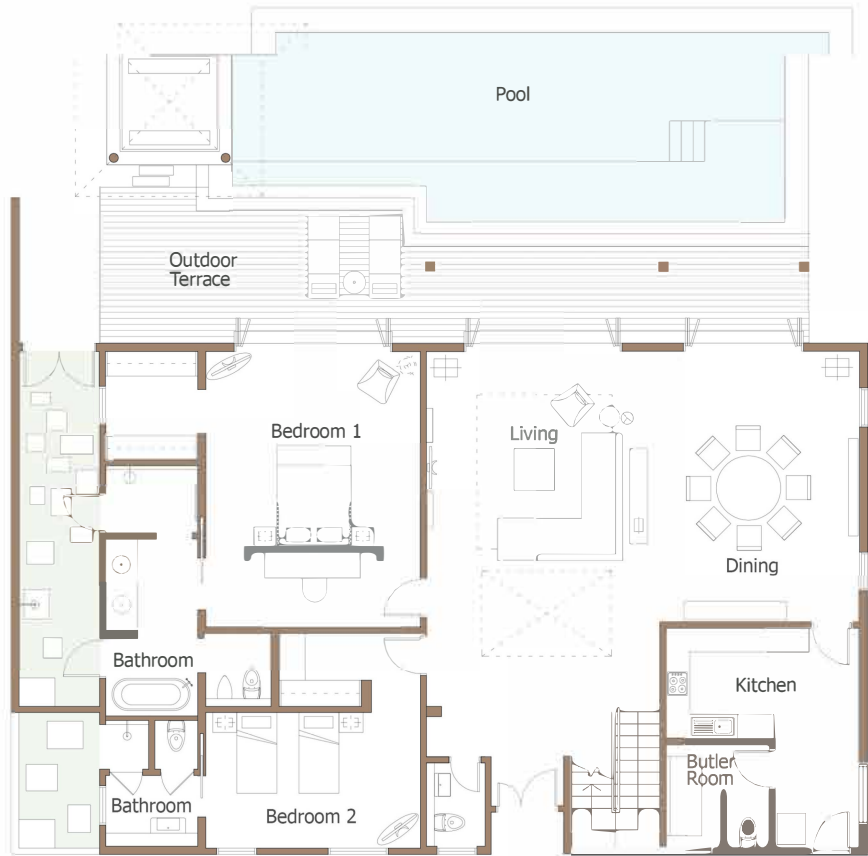 Pool
Outdoor
Terrace
Bedroom 1
Living
Dining
Bathroom
Kitchen
Butler
Room
Bathroom
Bedroom 2